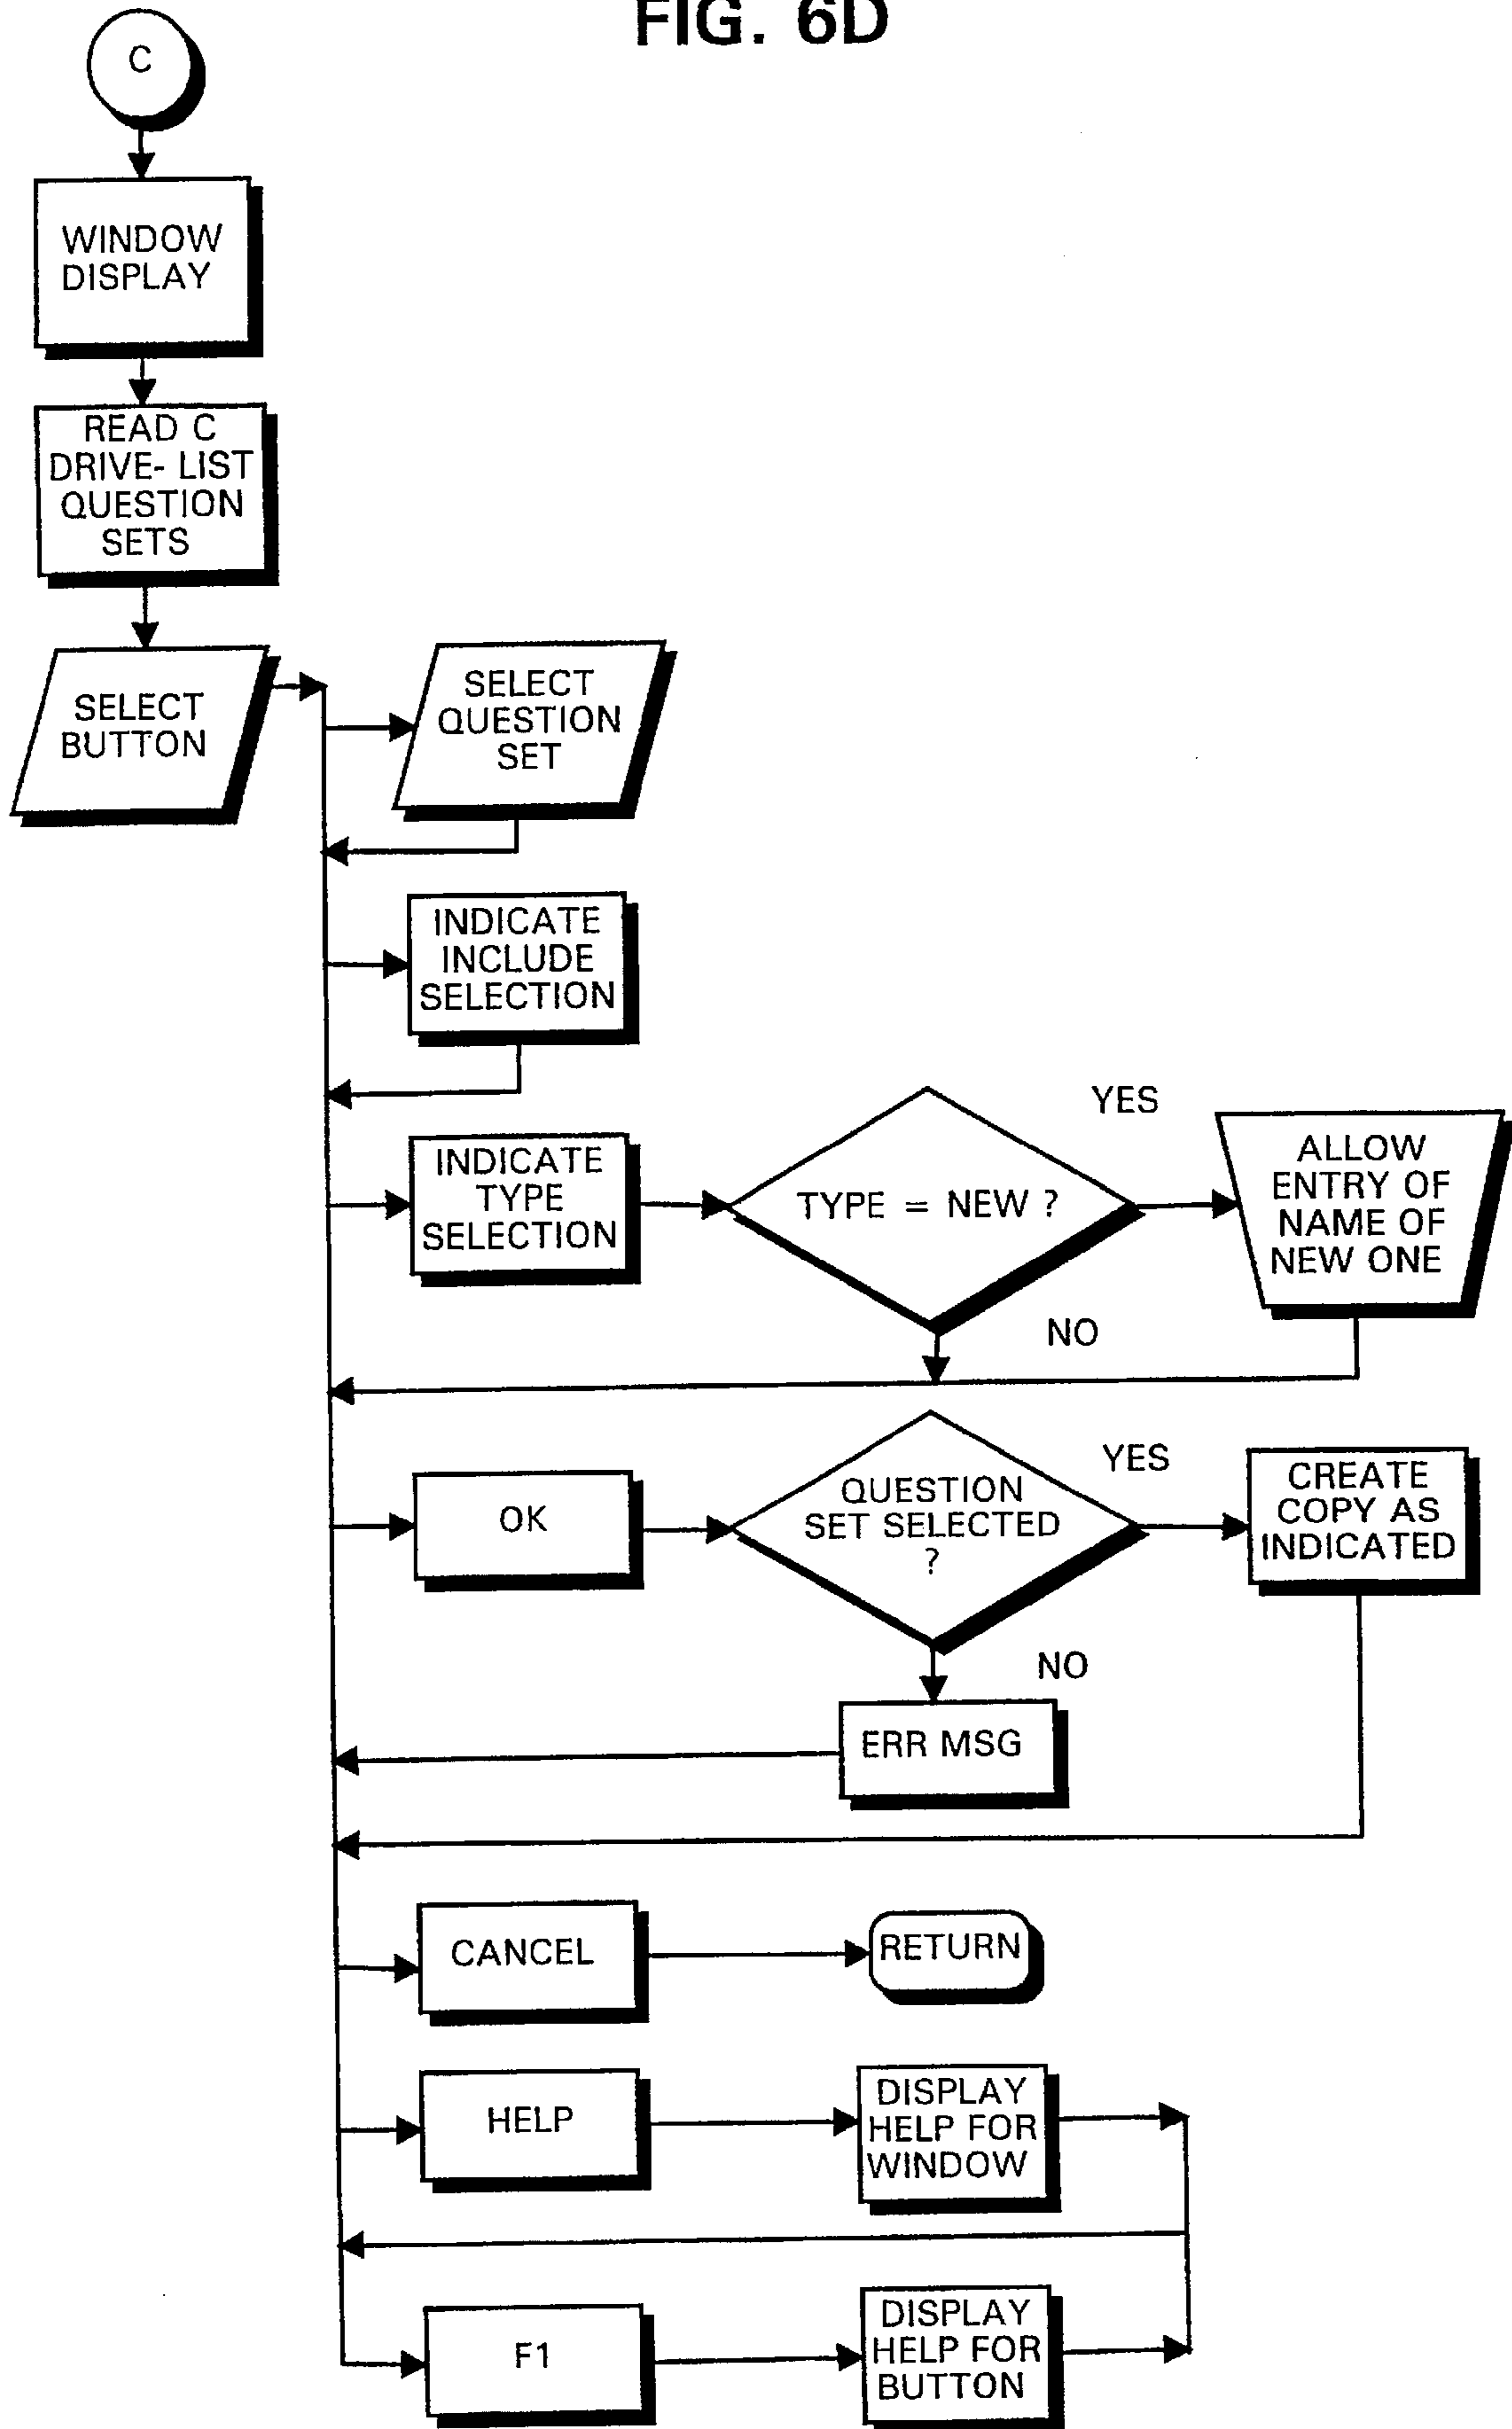 FIG. 6D
C
WINDOW
DISPLAY
READ C
DRIVE- LIST
QUESTION
SETS
SELECT
BUTTON
SELECT
QUESTION
SET
INDICATE
INCLUDE
SELECTION
INDICATE
TYPE
SELECTION
TYPE = NEW ?
YES
ALLOW
ENTRY OF
NAME OF
NEW ONE
NO
OK
QUESTION
SET SELECTED
?
YES
CREATE
COPY AS
INDICATED
NO
ERR MSG
CANCEL
RETURN
HELP
DISPLAY
HELP FOR
WINDOW
F1
DISPLAY
HELP FOR
BUTTON